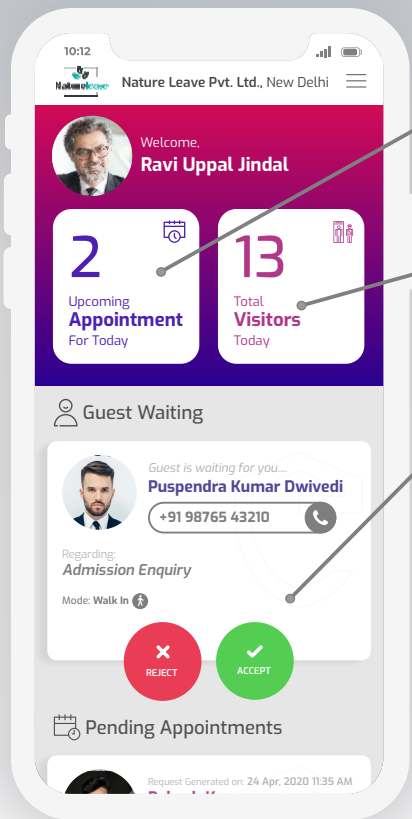 10:12
Nature Leave Pvt. Ltd., New Delhi
Welcome,
Ravi Uppal Jindal
2
Upcoming
Appointment
For Today
13
Total
Visitors
Today
Guest Waiting
Guest is waiting for you....
Puspendra Kumar Dwivedi
+91 98765 43210
Regarding:
Admission Enquiry
Mode: Walk In
REJECT
ACCEPT
Pending Appointments
Request Generated on: 24 Apr, 2020 11:35 AM